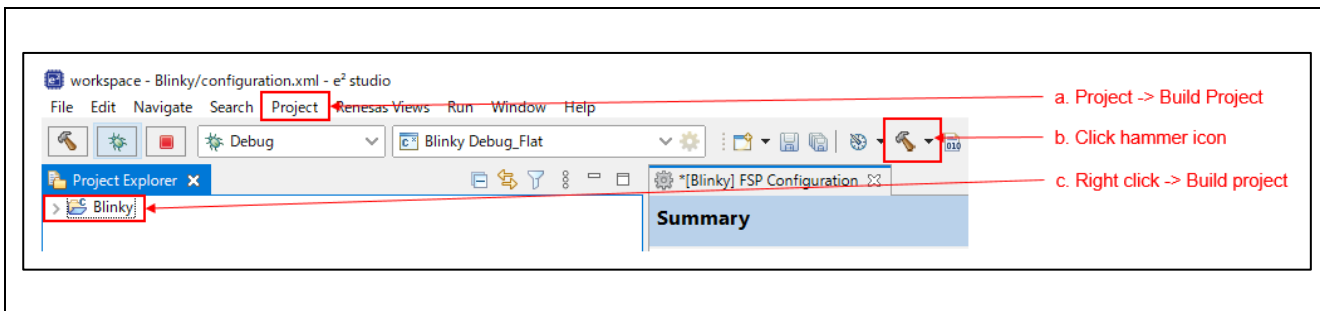 workspace - Blinky/configuration.xml - e² studio
File Edit Navigate Search Project Renesas Views Run Window Help
a. Project -> Build Project
Debug Blinky Debug_Flat 010
b. Click hammer icon
Project Explorer *[Blinky] FSP Configuration
c. Right click -> Build project
Blinky
Summary